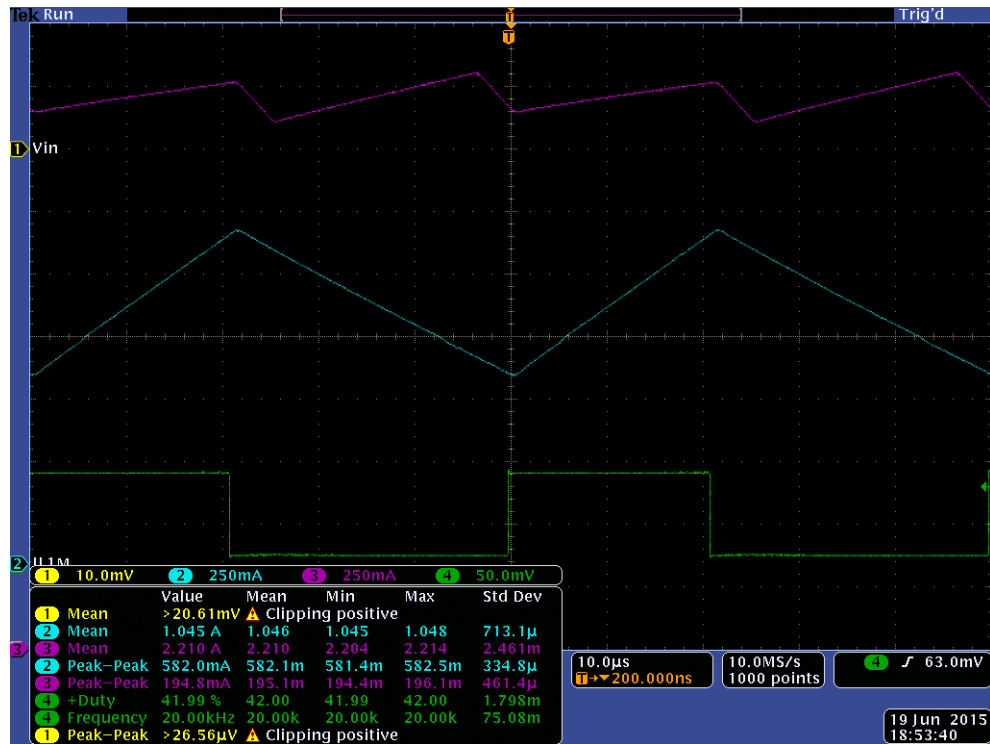 Tek Run Trig'd
T
T
1 Vin
2 IL1M
3
1 10.0mV 2 250mA 3 250mA 4 50.0mV
Value Mean Min Max Std Dev
1 Mean >20.61mV Clipping positive
2 Mean 1.045 A 1.046 1.045 1.048 713.1µ
3 Mean 2.210 A 2.210 2.204 2.214 2.461m
2 Peak-Peak 582.0mA 582.1m 581.4m 582.5m 334.8µ
3 Peak-Peak 194.8mA 195.1m 194.4m 196.1m 461.4µ
4 +Duty 41.99 % 42.00 41.99 42.00 1.798m
4 Frequency 20.00kHz 20.00k 20.00k 20.00k 75.08m
1 Peak-Peak >26.56µV Clipping positive
10.0µs
T→▼200.000ns
10.0MS/s
1000 points
4 63.0mV
19 Jun 2015
18:53:40